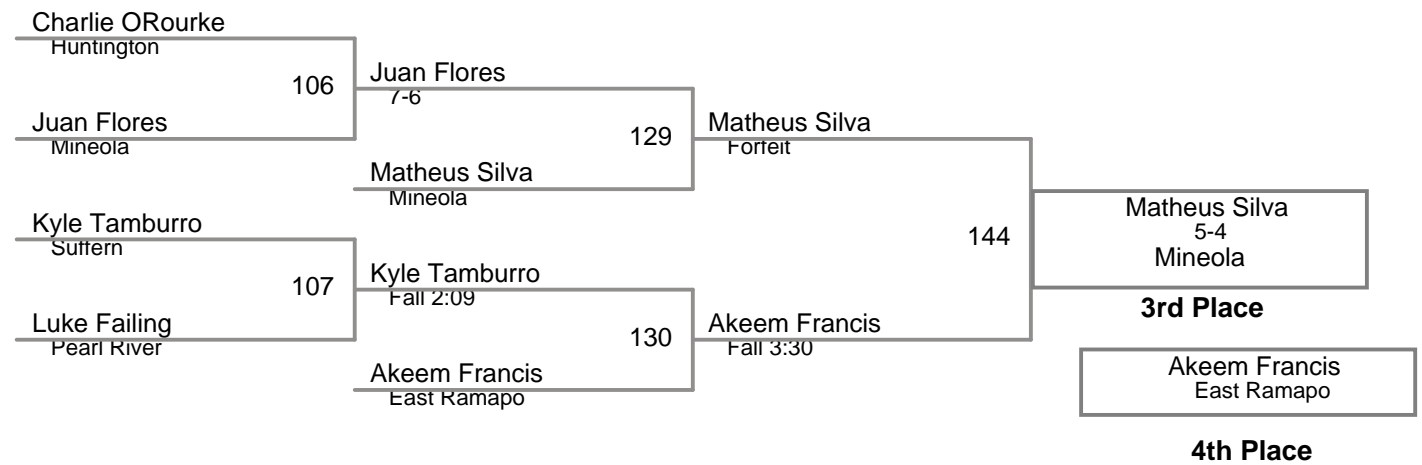 Charlie ORourke
Huntington
106
Juan Flores
7-6
Juan Flores
Mineola
129
Matheus Silva
Forfeit
Matheus Silva
Mineola
Kyle Tamburro
Suffern
144
Matheus Silva
5-4
Mineola
107
Kyle Tamburro
Fall 2:09
3rd Place
Luke Failing
Pearl River
130
Akeem Francis
Fall 3:30
Akeem Francis
East Ramapo
Akeem Francis
East Ramapo
4th Place